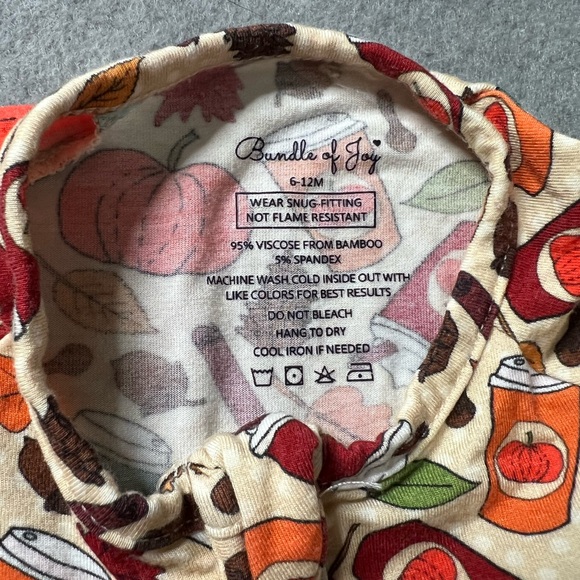 Bundle of Joy
6-12M
WEAR SNUG-FITTING
NOT FLAME RESISTANT
95% VISCOSE FROM BAMBOO
5% SPANDEX
MACHINE WASH COLD INSIDE OUT WITH
LIKE COLORS FOR BEST RESULTS
DO NOT BLEACH
HANG TO DRY
COOL IRON IF NEEDED